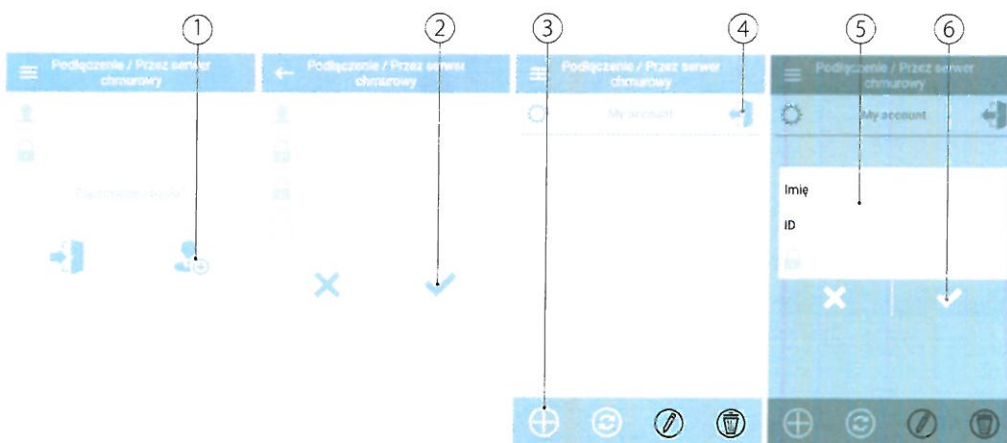 1
2
3
4
5
6
Podłączenie / Przez serwer
chmurowy
Podłączenie / Przez serwer
chmurowy
Podłączenie / Przez serwer
chmurowy
My account
Podłączenie / Przez serwer
chmurowy
My account
Imię
ID